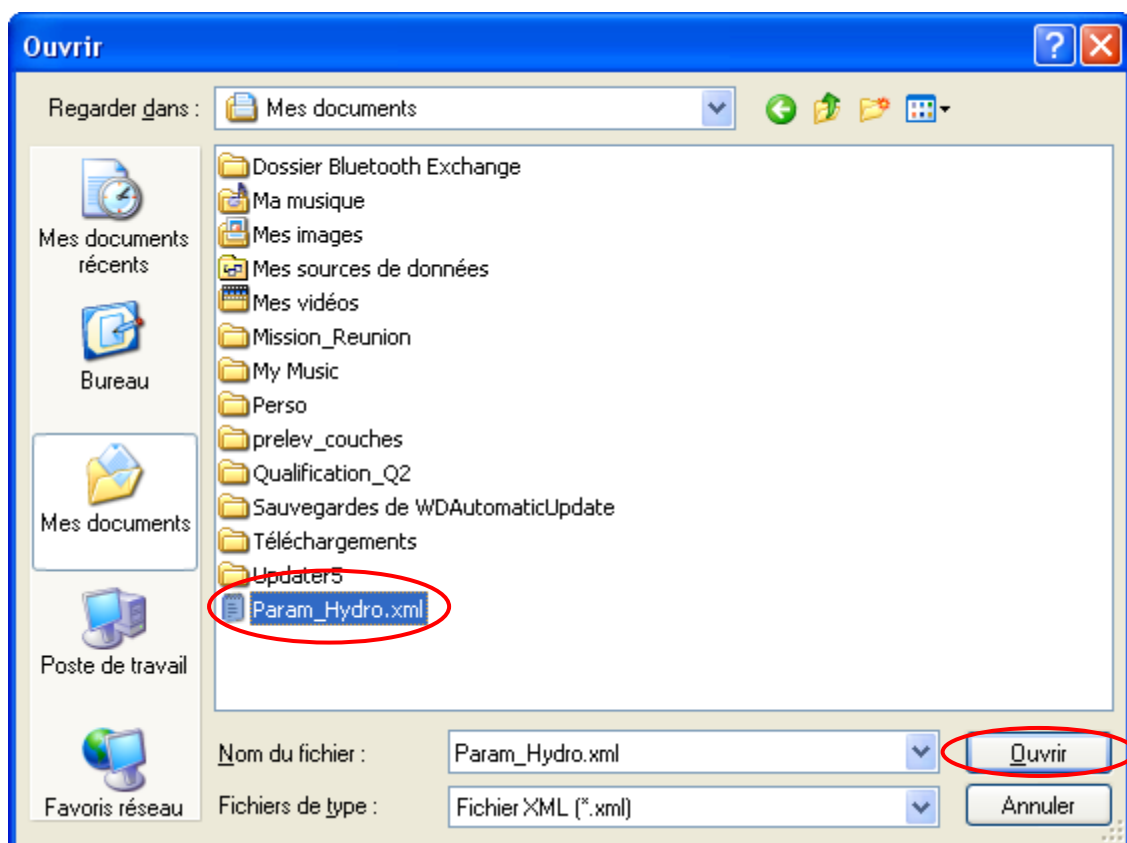 Ouvrir
Regarder dans :
Mes documents
Mes documents
récents
Bureau
Mes documents
Poste de travail
Favoris réseau
Dossier Bluetooth Exchange
Ma musique
Mes images
Mes sources de données
Mes vidéos
Mission_Reunion
My Music
Perso
prelev_couches
Qualification_Q2
Sauvegardes de WDAutomaticUpdate
Téléchargements
Updater5
Param_Hydro.xml
Nom du fichier :
Param_Hydro.xml
Ouvrir
Fichiers de type :
Fichier XML (*.xml)
Annuler